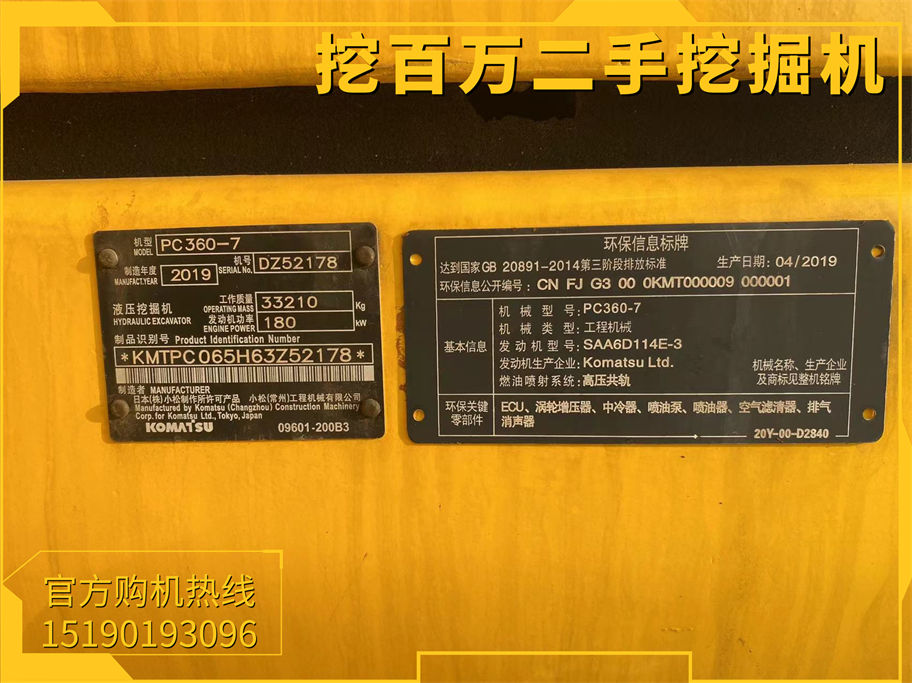 挖百万二手挖掘机
机型
MODEL PC360-7
制造年度
MANUFACT.YEAR 2019
机号
SERIAL No. DZ52178
液压挖掘机
HYDRAULIC EXCAVATOR
工作质量
OPERATING MASS 33210 Kg
发动机功率
ENGINE POWER 180 kW
制品识别号 Product Identification Number
*KMTPC065H63Z52178*
制造者 MANUFACTURER
日本(株)小松制作所许可产品 小松(常州)工程机械有限公司
Manufactured by Komatsu (Changzhou) Construction Machinery
Corp. for Komatsu Ltd., Tokyo, Japan
KOMATSU 09601-200B3
环保信息标牌
达到国家GB 20891-2014第三阶段排放标准 生产日期: 04/2019
环保信息公开编号: CN FJ G3 00 0KMT000009 000001
基本信息
机械型号:PC360-7
机械类型:工程机械
发动机型号:SAA6D114E-3
发动机生产企业:Komatsu Ltd.
燃油喷射系统:高压共轨
机械名称、生产企业
及商标见整机铭牌
环保关键
零部件
ECU、涡轮增压器、中冷器、喷油泵、喷油器、空气滤清器、排气
消声器
20Y-00-D2840
官方购机热线
15190193096